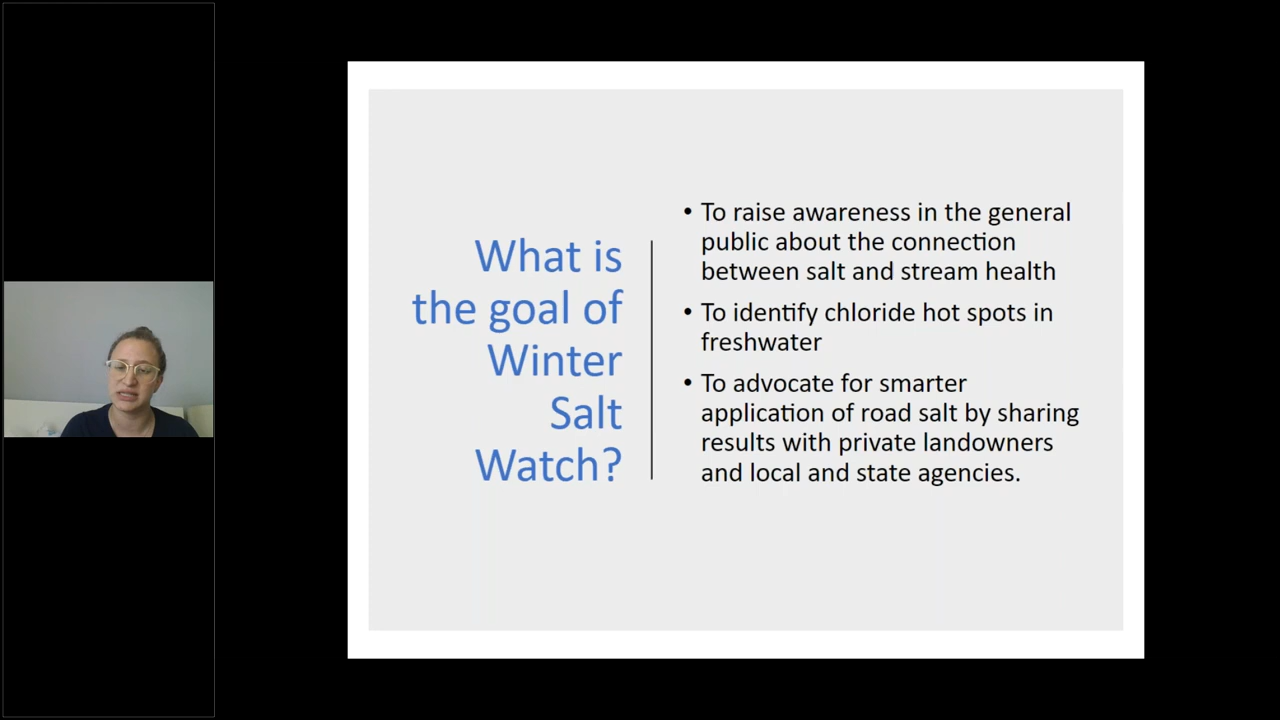 What is
the goal of
Winter
Salt
Watch?
• To raise awareness in the general
public about the connection
between salt and stream health
• To identify chloride hot spots in
freshwater
• To advocate for smarter
application of road salt by sharing
results with private landowners
and local and state agencies.